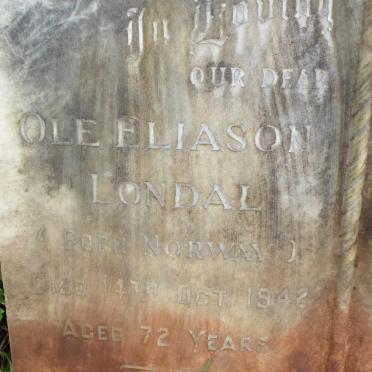 In Loving
OUR DEAR
OLE ELIASON
LONDAL
( BORN NORWAY )
DIED 14TH OCT. 1942
AGED 72 YEARS